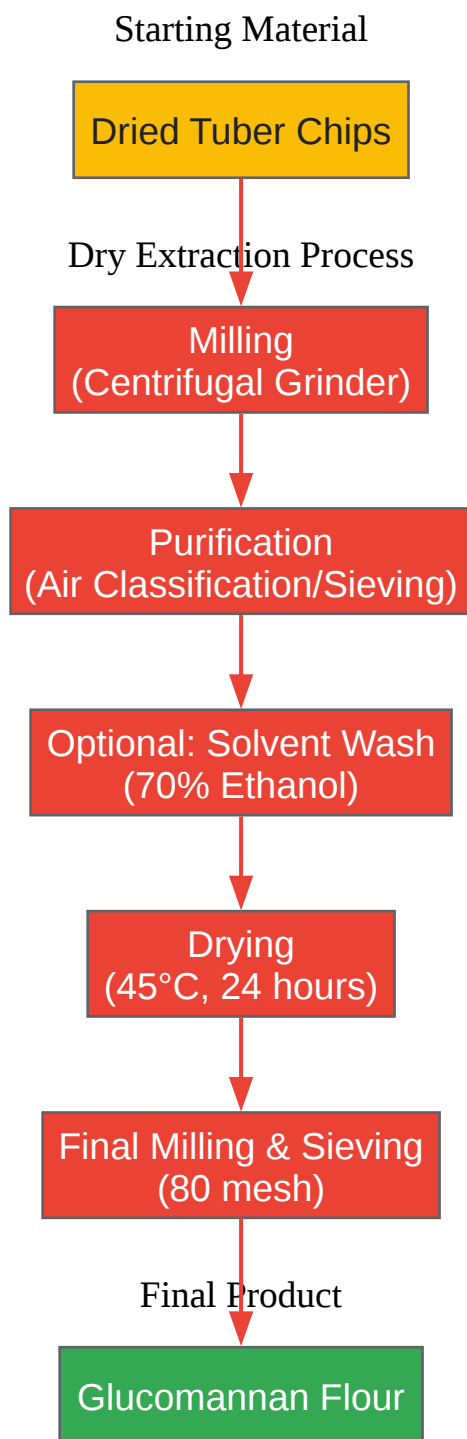 Starting Material
Dried Tuber Chips
Dry Extraction Process
Milling
(Centrifugal Grinder)
Purification
(Air Classification/Sieving)
Optional: Solvent Wash
(70% Ethanol)
Drying
(45°C, 24 hours)
Final Milling & Sieving
(80 mesh)
Final Product
Glucomannan Flour